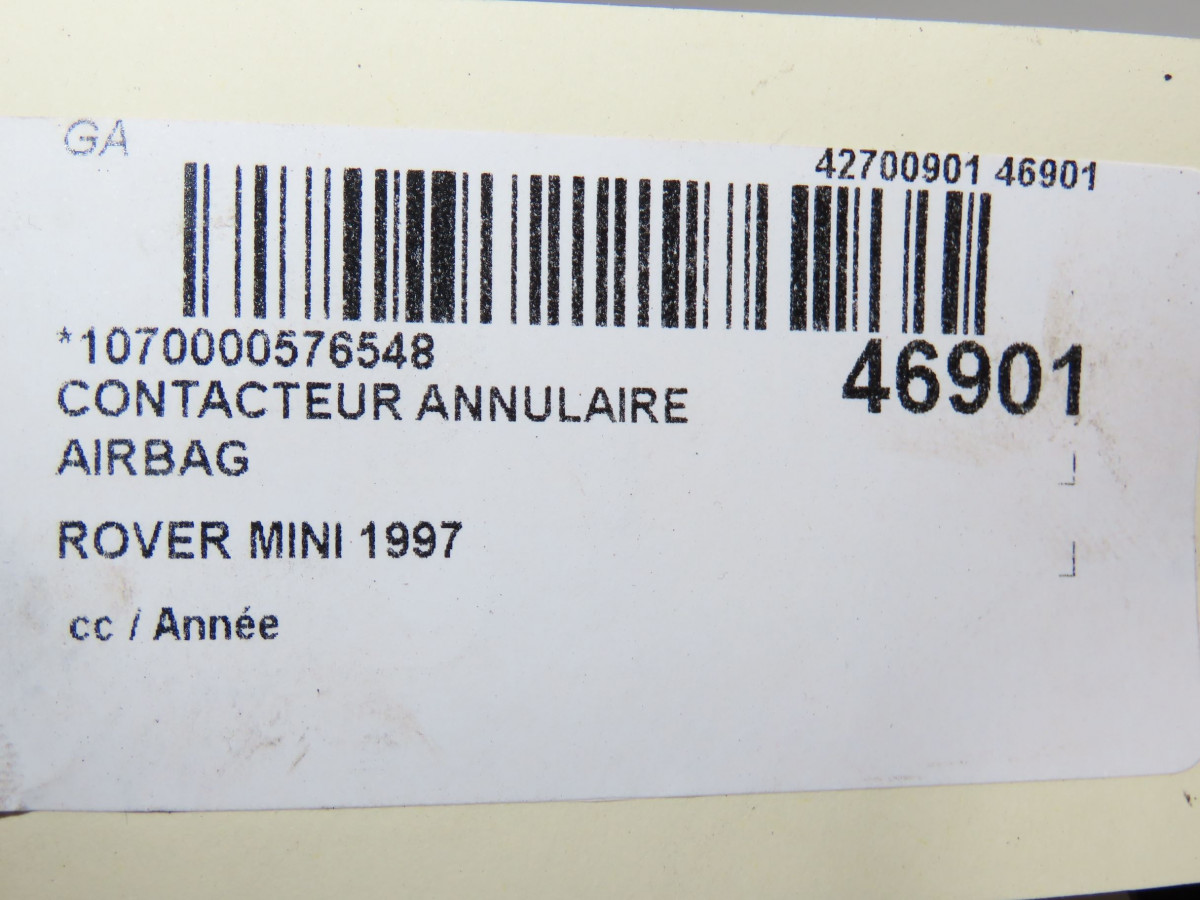 GA
42700901 46901
*1070000576548
46901
CONTACTEUR ANNULAIRE
AIRBAG
ROVER MINI 1997
cc / Année